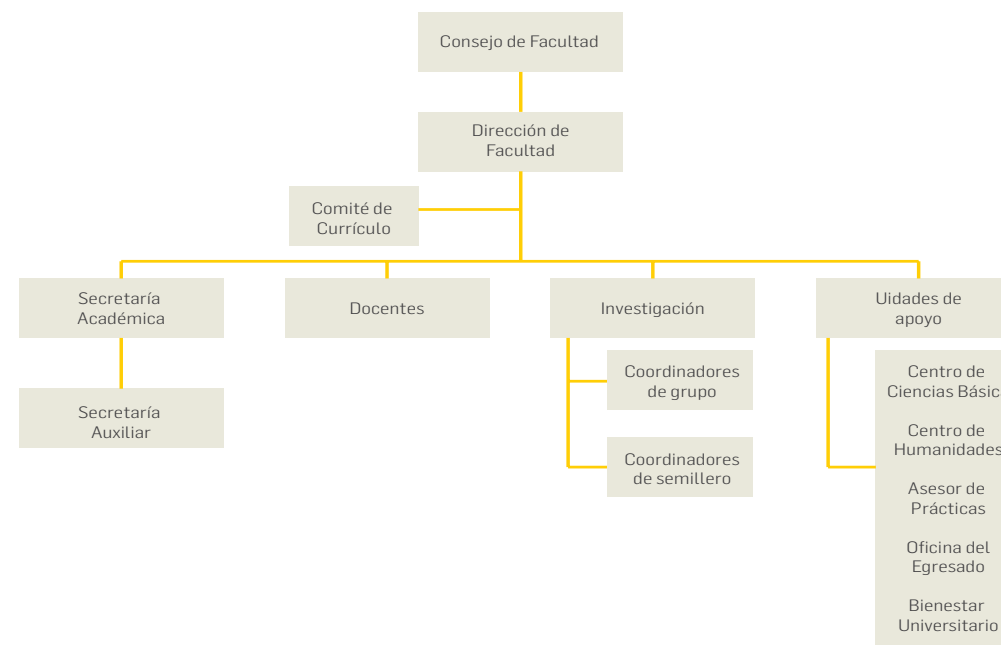 Consejo de Facultad
Dirección de
Facultad
Comité de
Currículo
Secretaría
Académica
Docentes
Investigación
Uidades de
apoyo
Secretaría
Auxiliar
Coordinadores
de grupo
Coordinadores
de semillero
Centro de
Ciencias Básic
Centro de
Humanidades
Asesor de
Prácticas
Oficina del
Egresado
Bienestar
Universitario